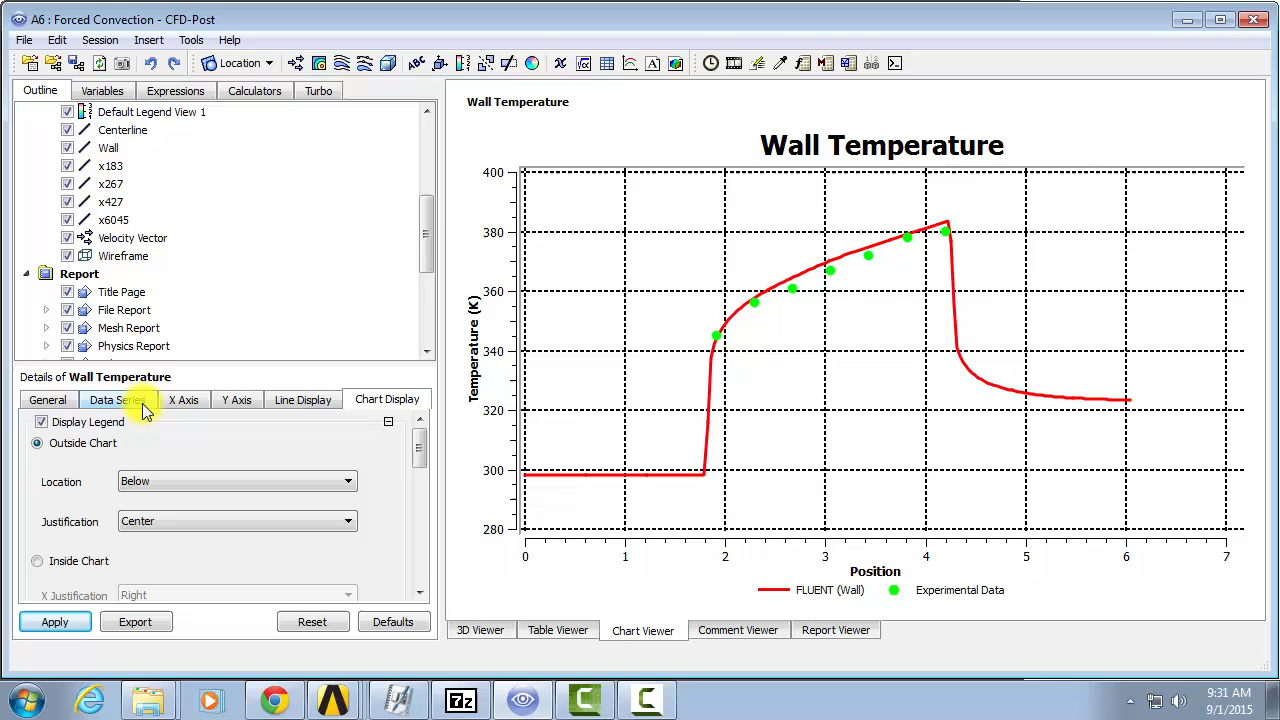 A6 : Forced Convection - CFD-Post
File Edit Session Insert Tools Help
Location
Outline Variables Expressions Calculators Turbo
Default Legend View 1
Centerline
Wall
x183
x267
x427
x6045
Velocity Vector
Wireframe
Report
Title Page
File Report
Mesh Report
Physics Report
Details of Wall Temperature
General Data Series X Axis Y Axis Line Display Chart Display
Display Legend
Outside Chart
Location Below
Justification Center
Inside Chart
X Justification Right
Apply Export Reset Defaults
Wall Temperature
Wall Temperature
400
380
360
340
320
300
280
Temperature (K)
0 1 2 3 4 5 6 7
Position
FLUENT (Wall) Experimental Data
3D Viewer Table Viewer Chart Viewer Comment Viewer Report Viewer
7z
9:31 AM
9/1/2015